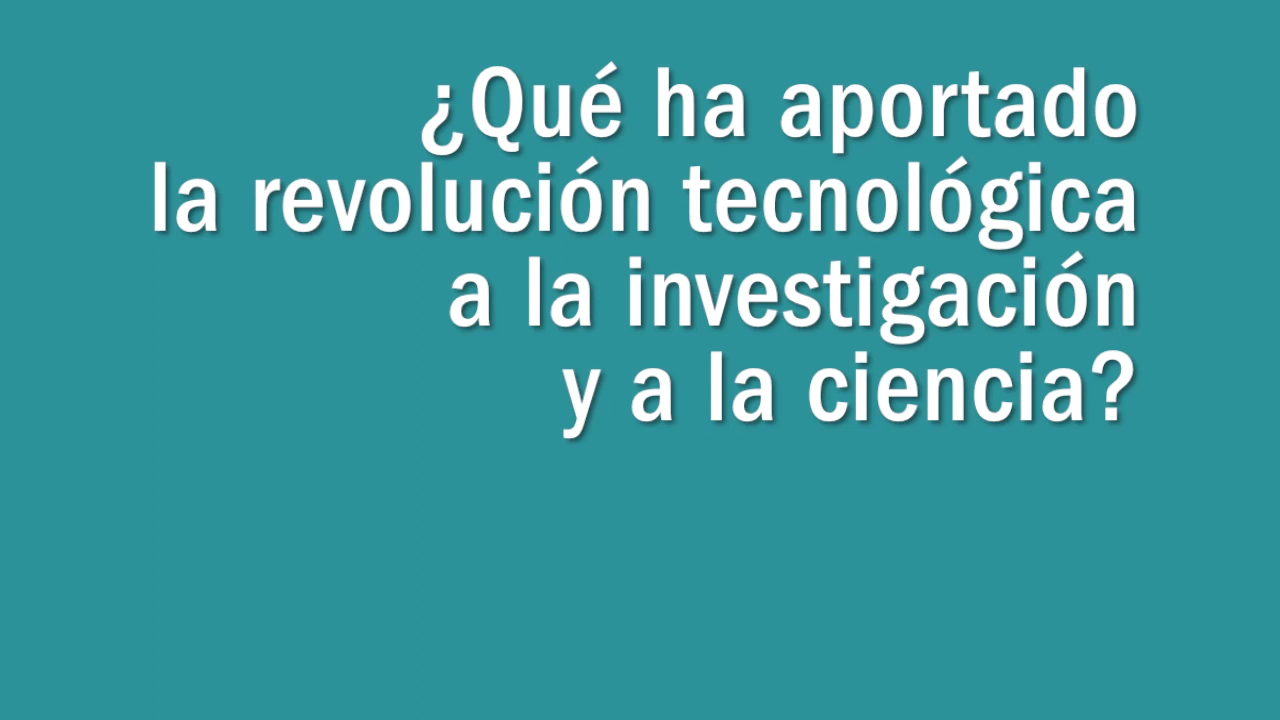 ¿Qué ha aportado
la revolución tecnológica
a la investigación
y a la ciencia?